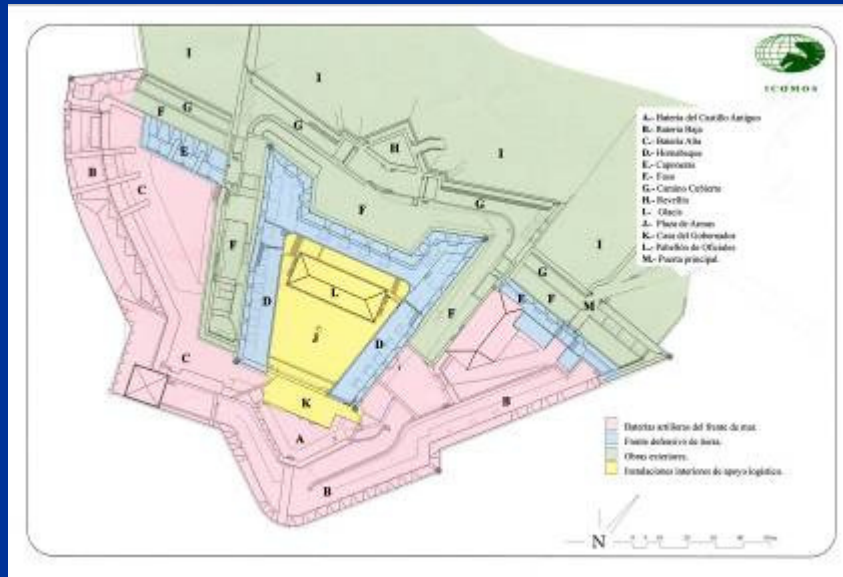 I
I
ICOMOS
G
F
G
H
I
E
A.- Batería del Castillo Antiguo
B.- Batería Baja
C.- Batería Alta
D.- Hornabeque
E.- Caponera
F.- Foso
G.- Camino Cubierto
H.- Revellín
I.- Glacis
J.- Plaza de Armas
K.- Casa del Gobernador
L.- Pabellón de Oficiales
M.- Puerta principal.
B
C
G
F
F
I
G
L
E
F
M
D
F
J
D
C
K
B
A
B
Baterías artilleras del frente de mar.
Frente defensivo de tierra.
Obras exteriores.
Instalaciones interiores de apoyo logístico.
N